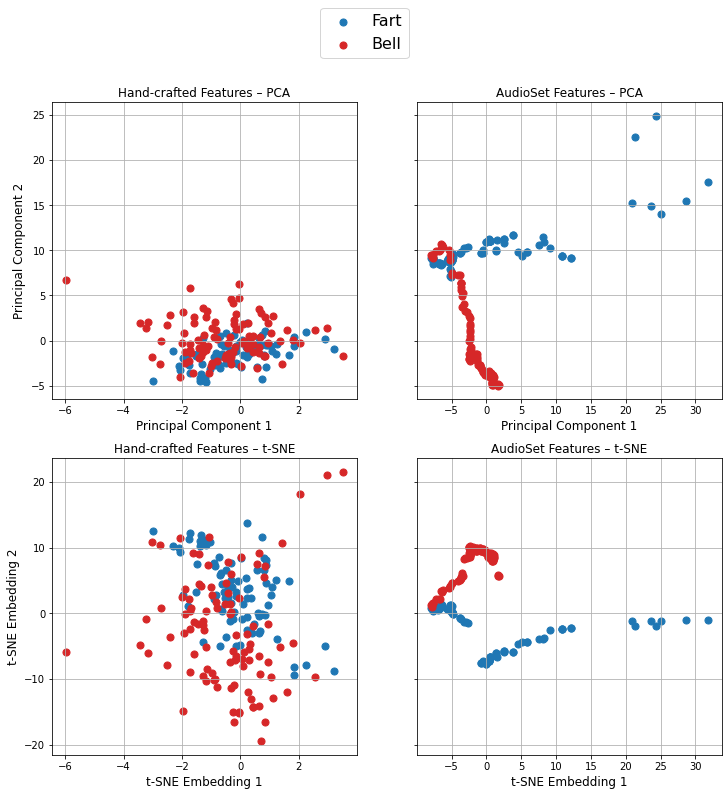 Fart
Bell
Hand-crafted Features – PCA
AudioSet Features – PCA
25
20
15
10
5
0
−5
Principal Component 2
−6 −4 −2 0 2
−5 0 5 10 15 20 25 30
Principal Component 1
Principal Component 1
Hand-crafted Features – t-SNE
AudioSet Features – t-SNE
20
10
0
−10
−20
t-SNE Embedding 2
−6 −4 −2 0 2
−5 0 5 10 15 20 25 30
t-SNE Embedding 1
t-SNE Embedding 1